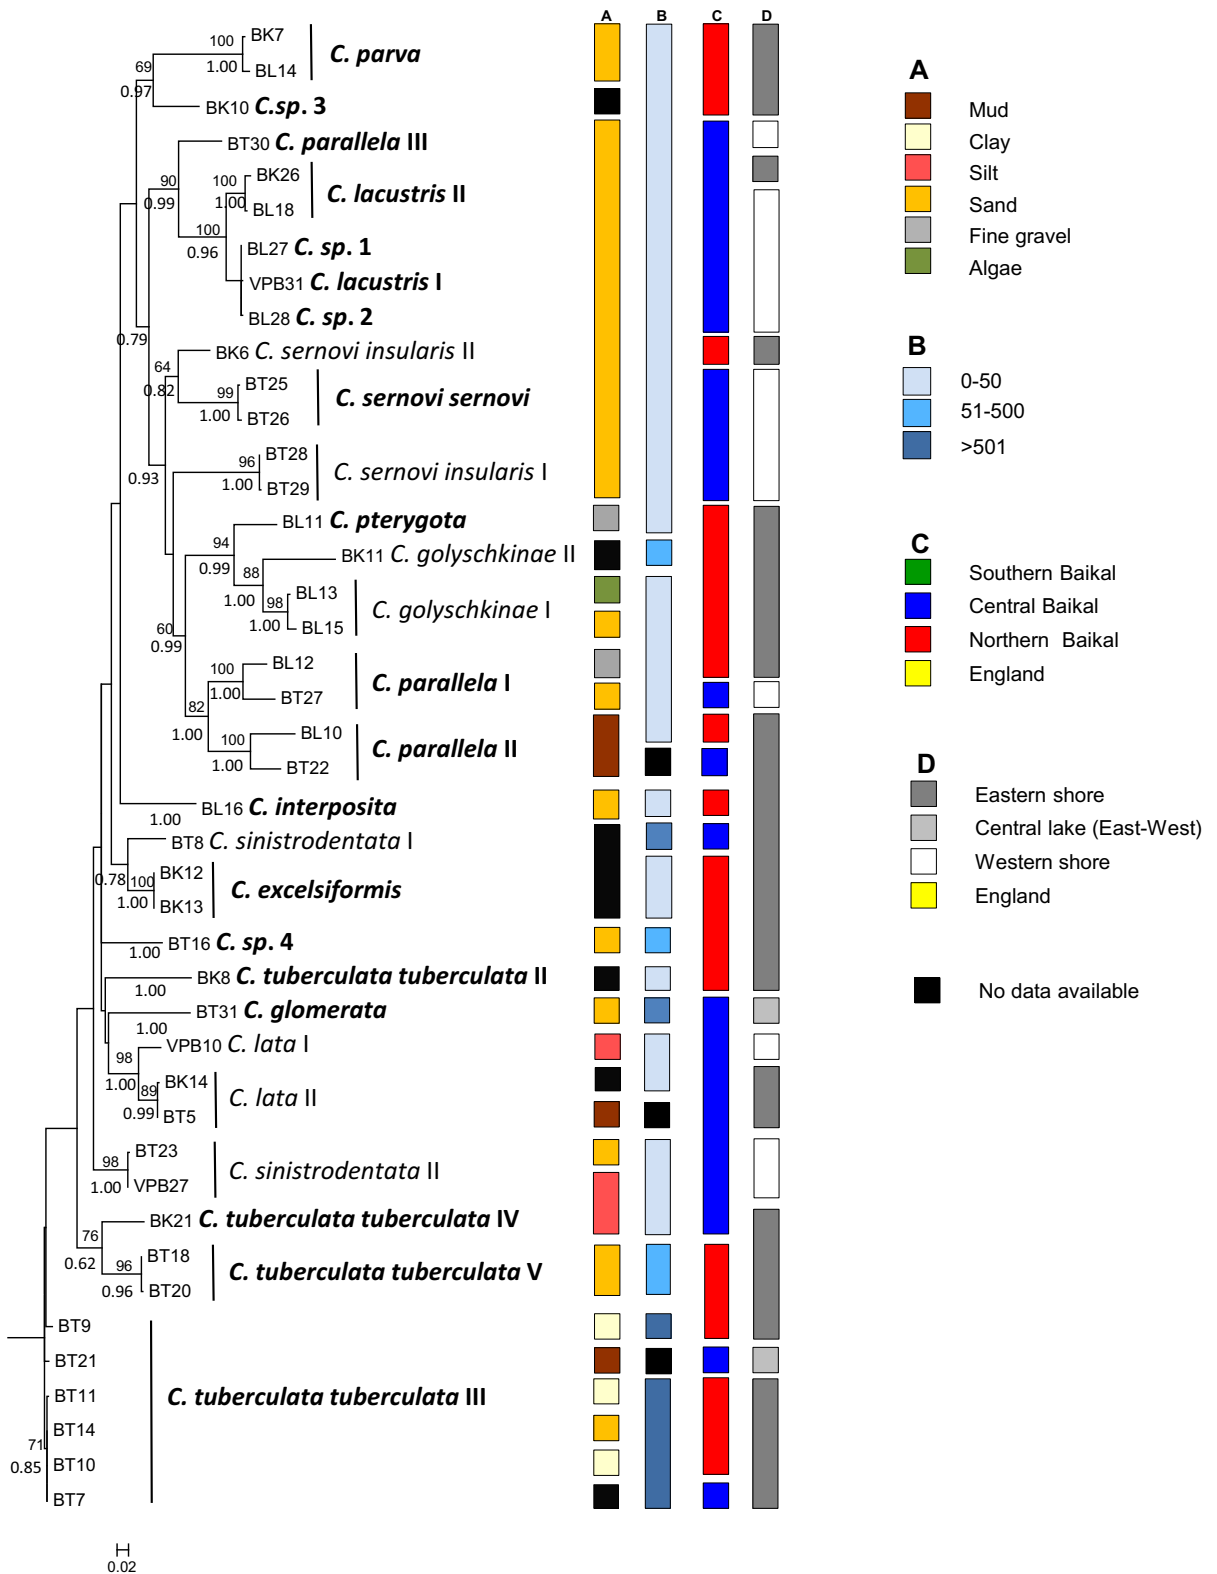 A B C D
BK7
100
1.00
BL14
C. parva
69
0.97
BK10 C.sp. 3
BT30 C. parallela III
90
0.99
BK26
100
1.00
BL18
C. lacustris II
100
0.96
BL27 C. sp. 1
VPB31 C. lacustris I
BL28 C. sp. 2
0.79
BK6 C. sernovi insularis II
64
0.82
BT25
99
1.00
BT26
C. sernovi sernovi
BT28
96
1.00
BT29
C. sernovi insularis I
0.93
BL11 C. pterygota
94
0.99
BK11 C. golyschkinae II
88
1.00
BL13
98
1.00
BL15
C. golyschkinae I
60
0.99
BL12
100
1.00
BT27
C. parallela I
82
1.00
BL10
100
1.00
BT22
C. parallela II
BL16 C. interposita
1.00
BT8 C. sinistrodentata I
0.78
BK12
100
1.00
BK13
C. excelsiformis
BT16 C. sp. 4
1.00
BK8 C. tuberculata tuberculata II
1.00
BT31 C. glomerata
1.00
VPB10 C. lata I
98
1.00
BK14
89
0.99
BT5
C. lata II
BT23
98
1.00
VPB27
C. sinistrodentata II
BK21 C. tuberculata tuberculata IV
76
0.62
BT18
96
0.96
BT20
C. tuberculata tuberculata V
BT9
BT21
BT11
BT14
71
0.85
BT10
BT7
C. tuberculata tuberculata III
0.02
A
Mud
Clay
Silt
Sand
Fine gravel
Algae
B
0-50
51-500
>501
C
Southern Baikal
Central Baikal
Northern Baikal
England
D
Eastern shore
Central lake (East-West)
Western shore
England
No data available